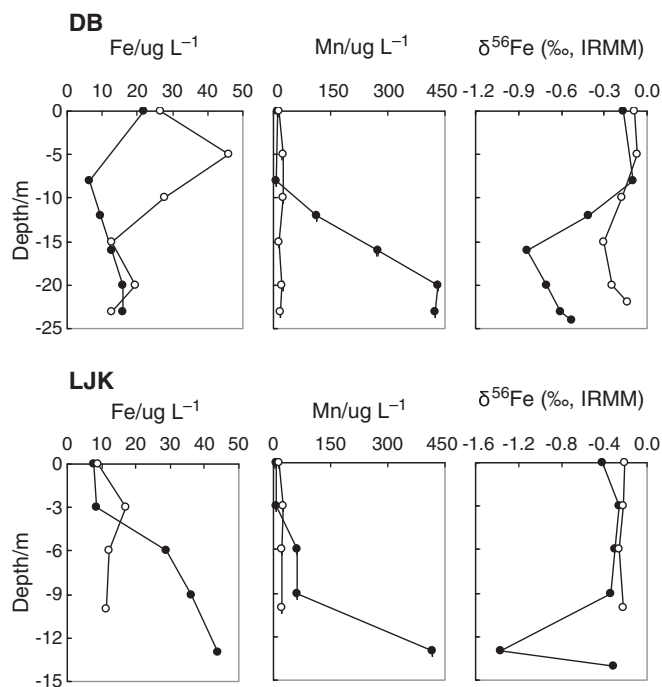 DB
Fe/ug L⁻¹ Mn/ug L⁻¹ δ⁵⁶Fe (‰, IRMM)
0 10 20 30 40 50 0 150 300 450 -1.2 -0.9 -0.6 -0.3 0.0
0
-5
-10
-15
-20
-25
Depth/m
LJK
Fe/ug L⁻¹ Mn/ug L⁻¹ δ⁵⁶Fe (‰, IRMM)
0 10 20 30 40 50 0 150 300 450 -1.6 -1.2 -0.8 -0.4 0.0
0
-3
-6
-9
-12
-15
Depth/m